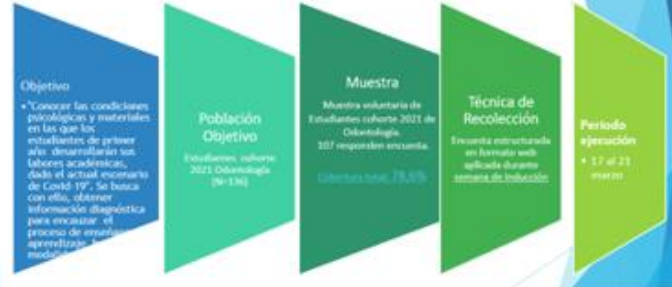 Objetivo
• "Conocer las condiciones
psicológicas y materiales
en las que los
estudiantes de primer
año desarrollarán sus
labores académicas,
dado el actual escenario
de Covid-19". Se busca
con ello, obtener
información diagnóstica
para encauzar el
proceso de enseñanza
aprendizaje
modalidad
Población
Objetivo
Estudiantes cohorte
2021 Odontología
(N=136)
Muestra
Muestra voluntaria de
Estudiantes cohorte 2021 de
Odontología.
107 responden encuesta.
Cobertura total: 78,6%
Técnica de
Recolección
Encuesta estructurada
en formato web
aplicada durante
semana de inducción
Periodo
ejecución
• 17 al 21
marzo